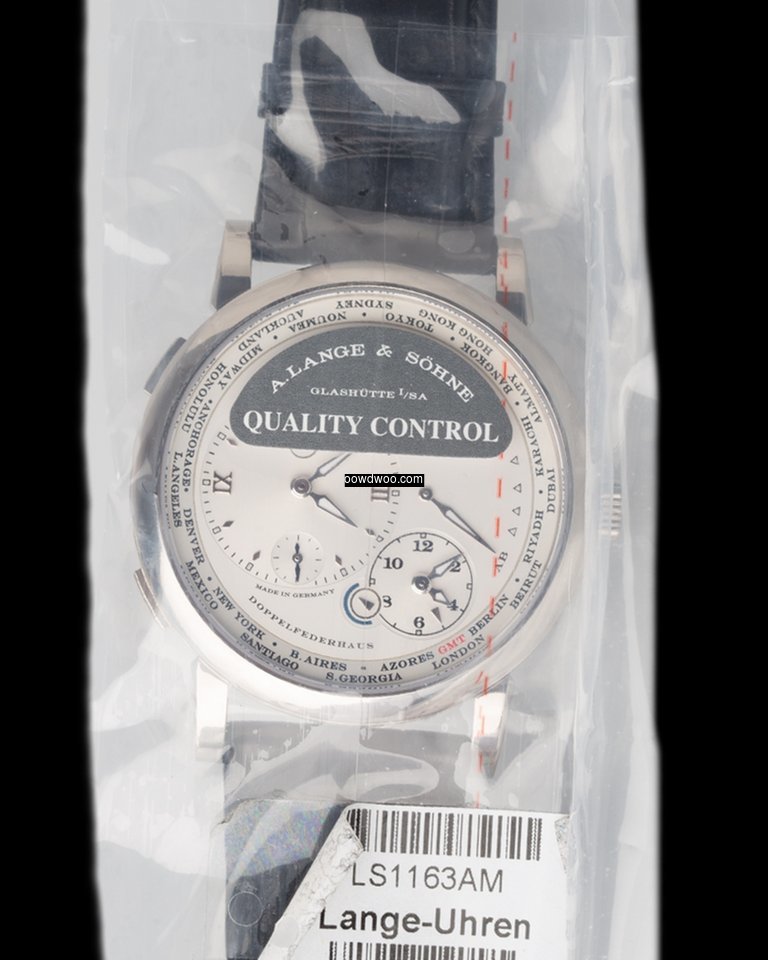 SYDNEY
NOUMEA • TOKYO
AUCKLAND HONG KONG
MIDWAY BANGKOK
HONOLULU ALMATY
A. LANGE & SÖHNE
GLASHÜTTE I/SA
QUALITY CONTROL
ANCHORAGE • KARACHI
L.ANGELES DUBAI
oowdwoo.com
IX III
DENVER RIYADH
AB
12
10 2
8 4
6
MEXICO BEIRUT
MADE IN GERMANY
DOPPELFEDERHAUS
NEW YORK • BERLIN
SANTIAGO GMT LONDON
B.AIRES • AZORES
S.GEORGIA
LS1163AM
Lange-Uhren